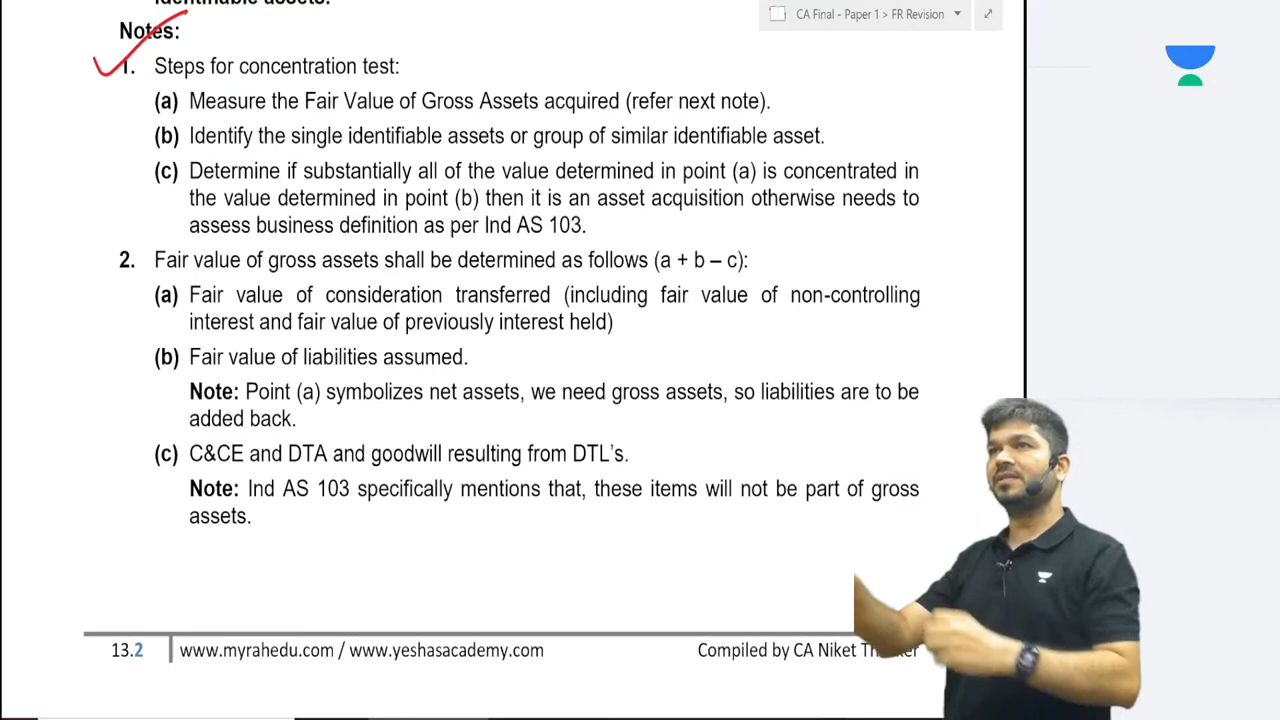 identifiable assets.
CA Final - Paper 1 > FR Revision
Notes:
1. Steps for concentration test:
(a) Measure the Fair Value of Gross Assets acquired (refer next note).
(b) Identify the single identifiable assets or group of similar identifiable asset.
(c) Determine if substantially all of the value determined in point (a) is concentrated in
the value determined in point (b) then it is an asset acquisition otherwise needs to
assess business definition as per Ind AS 103.
2. Fair value of gross assets shall be determined as follows (a + b – c):
(a) Fair value of consideration transferred (including fair value of non-controlling
interest and fair value of previously interest held)
(b) Fair value of liabilities assumed.
Note: Point (a) symbolizes net assets, we need gross assets, so liabilities are to be
added back.
(c) C&CE and DTA and goodwill resulting from DTL's.
Note: Ind AS 103 specifically mentions that, these items will not be part of gross
assets.
13.2 www.myrahedu.com / www.yeshasacademy.com Compiled by CA Niket